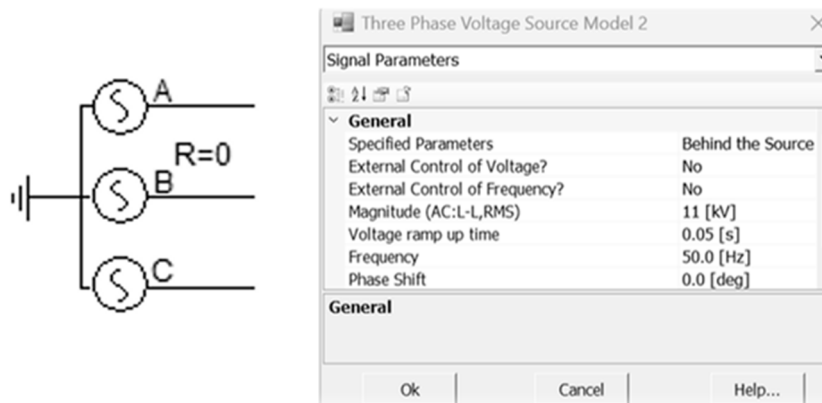 A
R=0
B
C
Three Phase Voltage Source Model 2
Signal Parameters
General
Specified Parameters Behind the Source
External Control of Voltage? No
External Control of Frequency? No
Magnitude (AC:L-L,RMS) 11 [kV]
Voltage ramp up time 0.05 [s]
Frequency 50.0 [Hz]
Phase Shift 0.0 [deg]
General
Ok Cancel Help...